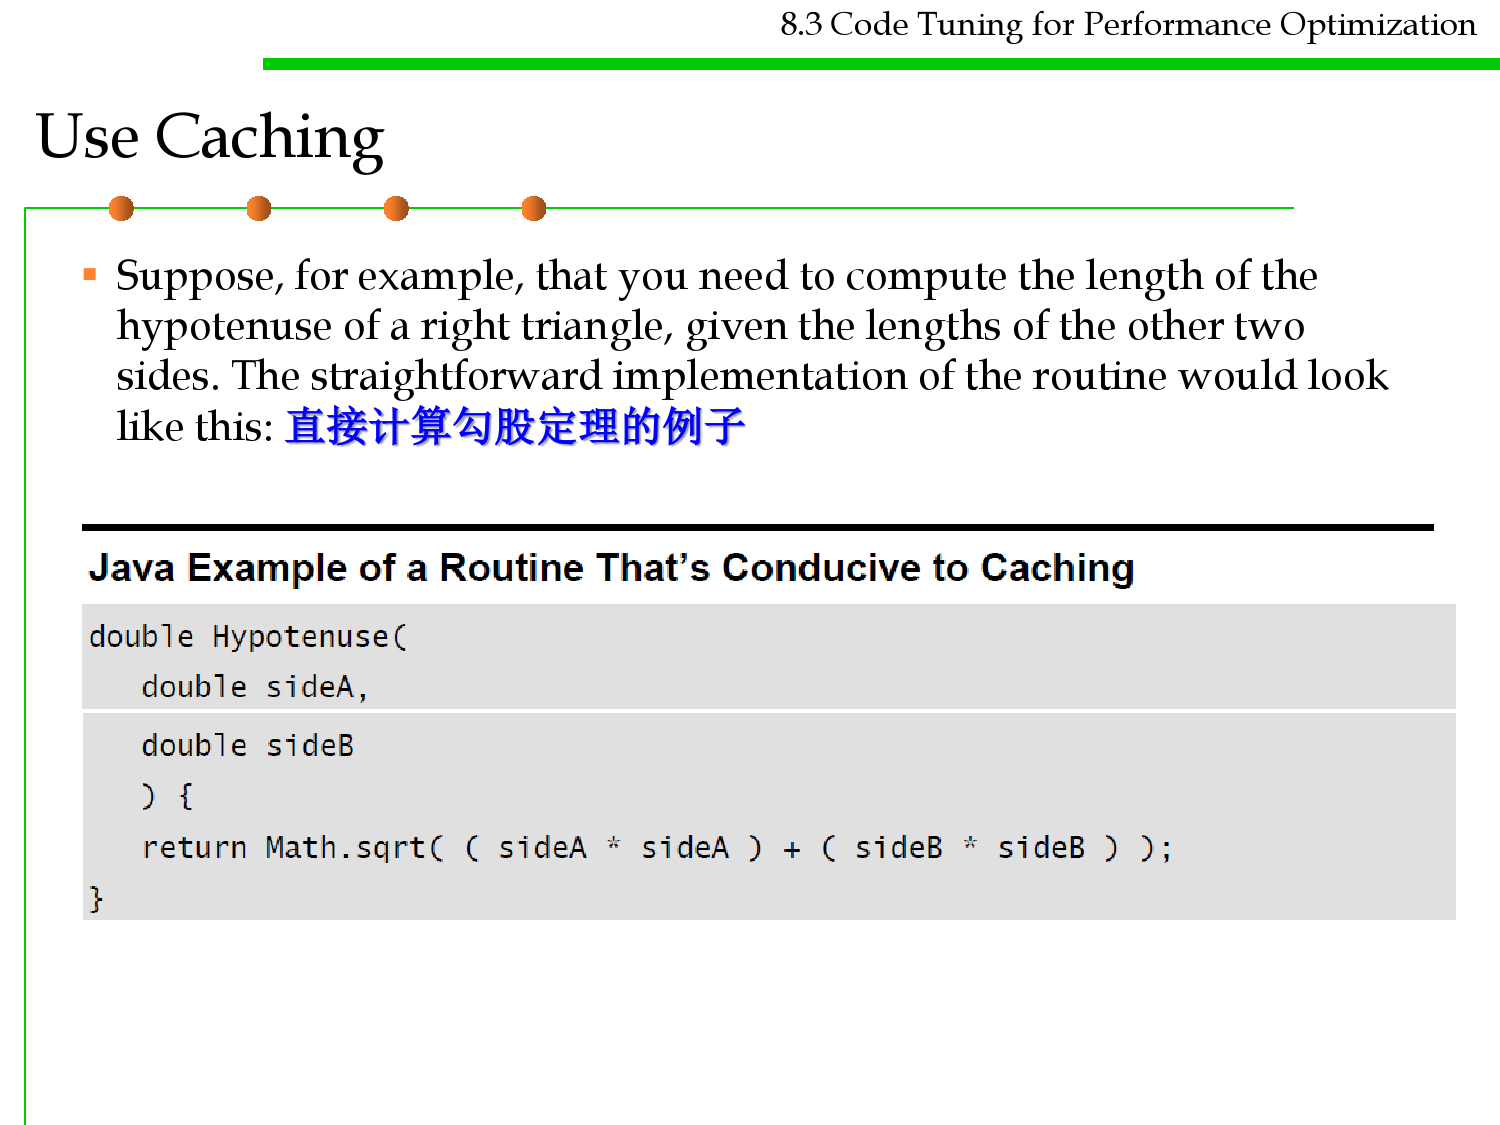 8.3 Code Tuning for Performance Optimization
Use Caching
Suppose, for example, that you need to compute the length of the
hypotenuse of a right triangle, given the lengths of the other two
sides. The straightforward implementation of the routine would look
like this: 直接计算勾股定理的例子
Java Example of a Routine That's Conducive to Caching
double Hypotenuse(
double sideA,
double sideB
) {
return Math.sqrt( ( sideA * sideA ) + ( sideB * sideB ) );
}